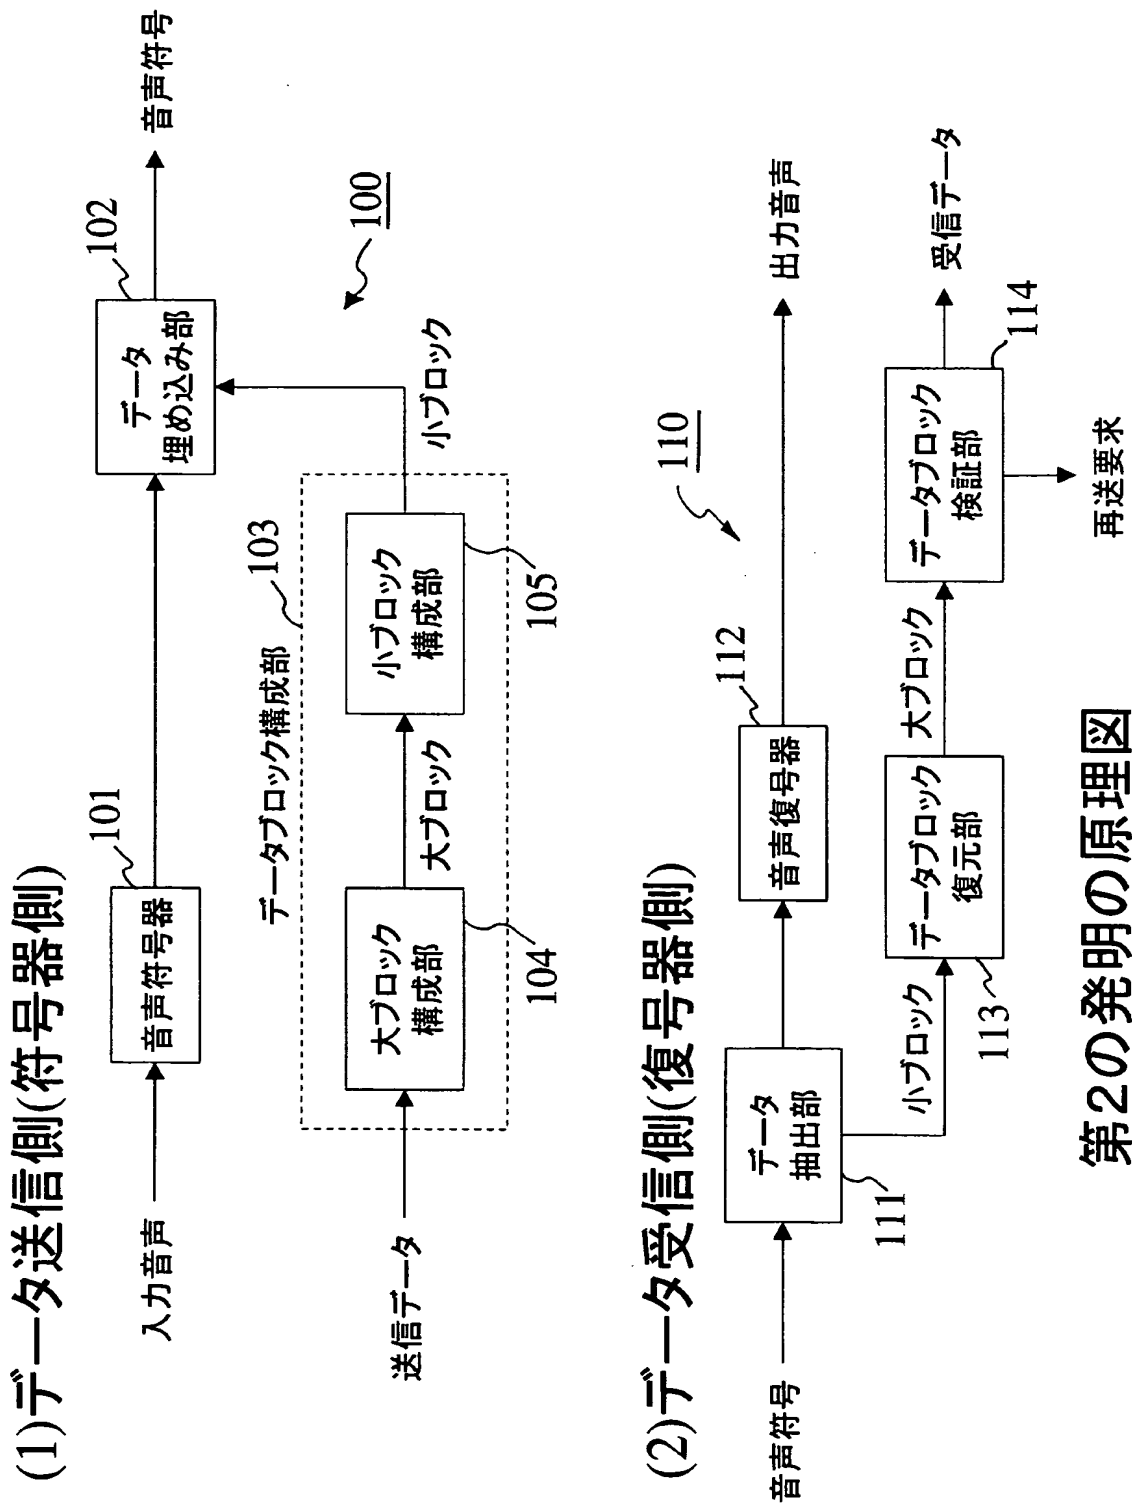 (1)データ送信側(符号器側)
入力音声
音声符号器
101
データ
埋め込み部
102
音声符号
100
データブロック構成部
103
送信データ
大ブロック
構成部
104
大ブロック
小ブロック
構成部
105
小ブロック
(2)データ受信側(復号器側)
110
音声符号
データ
抽出部
111
音声復号器
112
出力音声
小ブロック
データブロック
復元部
113
大ブロック
データブロック
検証部
114
受信データ
再送要求
第2の発明の原理図